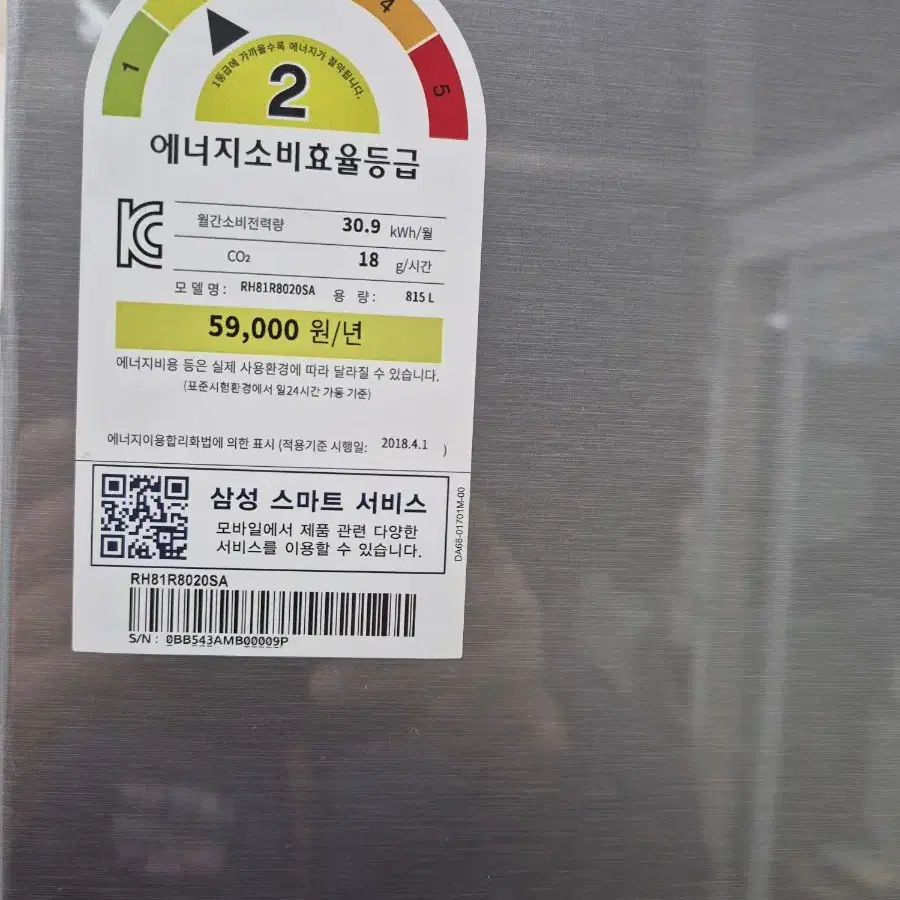 4
1
5
1등급에 가까울수록 에너지가 절약됩니다.
2
에너지소비효율등급
월간소비전력량 30.9 kWh/월
CO₂ 18 g/시간
모델명: RH81R8020SA 용 량: 815 L
59,000 원/년
에너지비용 등은 실제 사용환경에 따라 달라질 수 있습니다.
(표준시험환경에서 일24시간 가동 기준)
에너지이용합리화법에 의한 표시 (적용기준 시행일: 2018.4.1 )
삼성 스마트 서비스
모바일에서 제품 관련 다양한
서비스를 이용할 수 있습니다.
DA68-01701M-00
RH81R8020SA
S/N : 0BB543AMB00009P